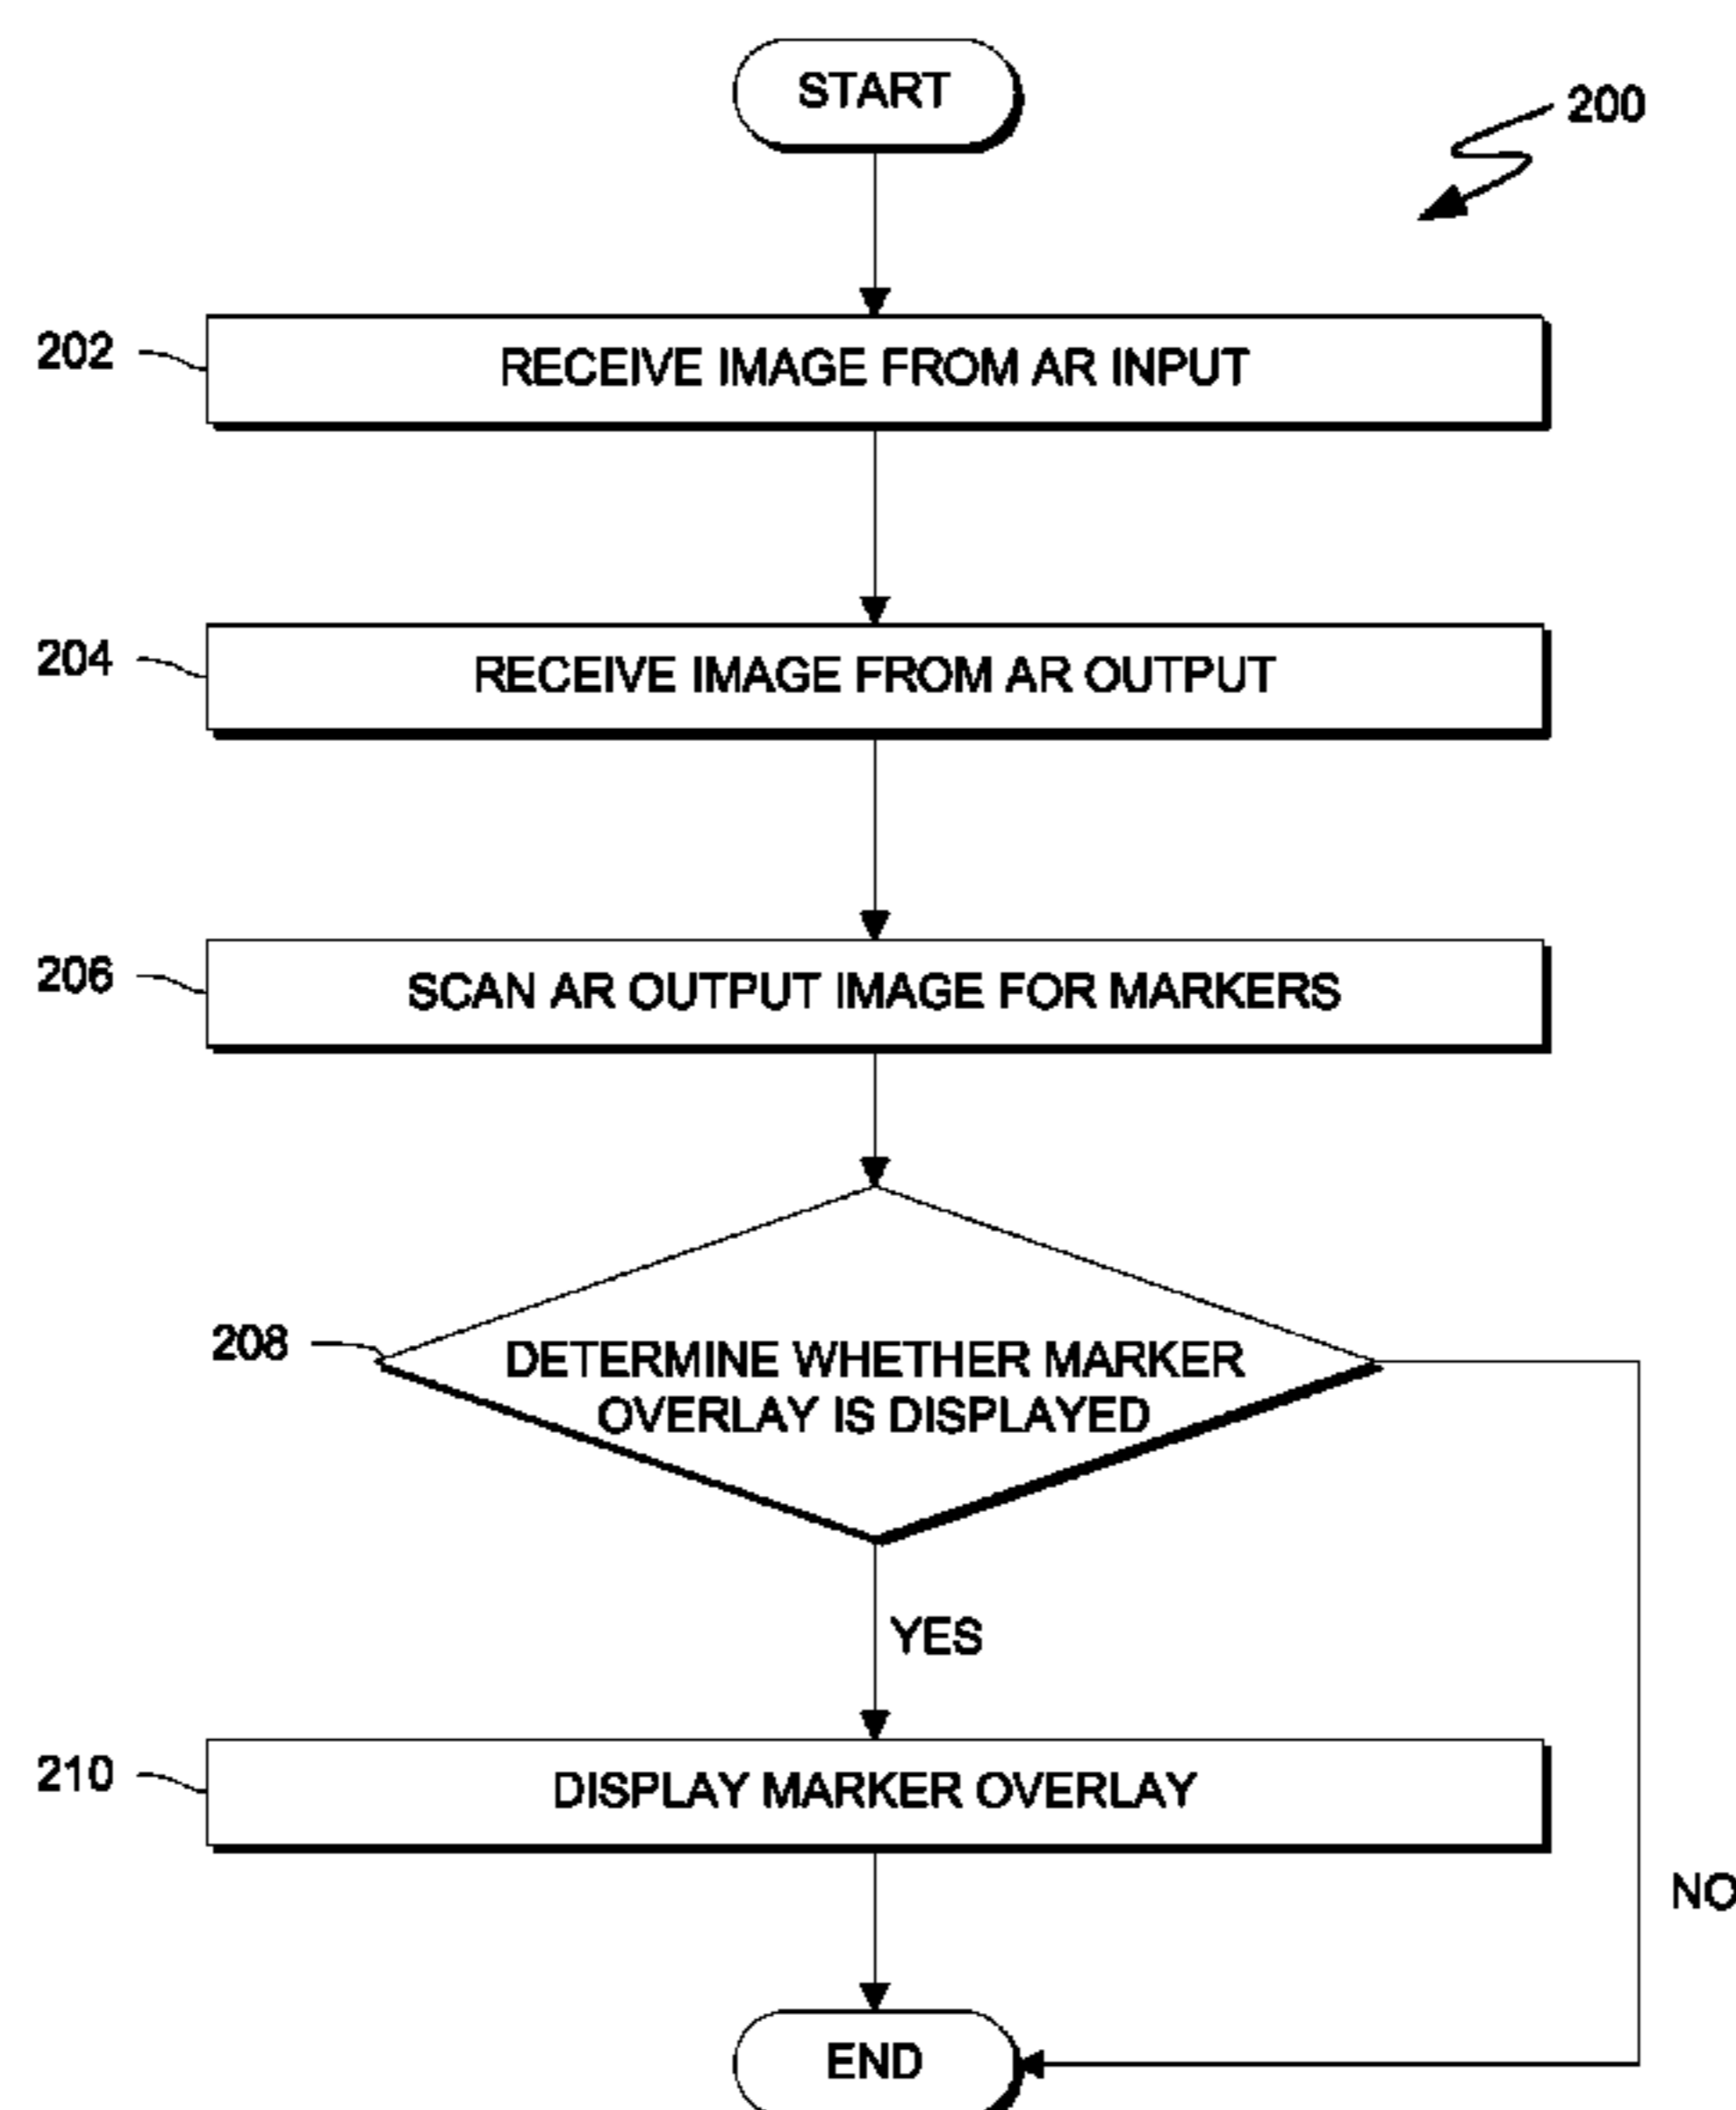 START
200
202
RECEIVE IMAGE FROM AR INPUT
204
RECEIVE IMAGE FROM AR OUTPUT
206
SCAN AR OUTPUT IMAGE FOR MARKERS
208
DETERMINE WHETHER MARKER
OVERLAY IS DISPLAYED
YES
210
DISPLAY MARKER OVERLAY
NO
END